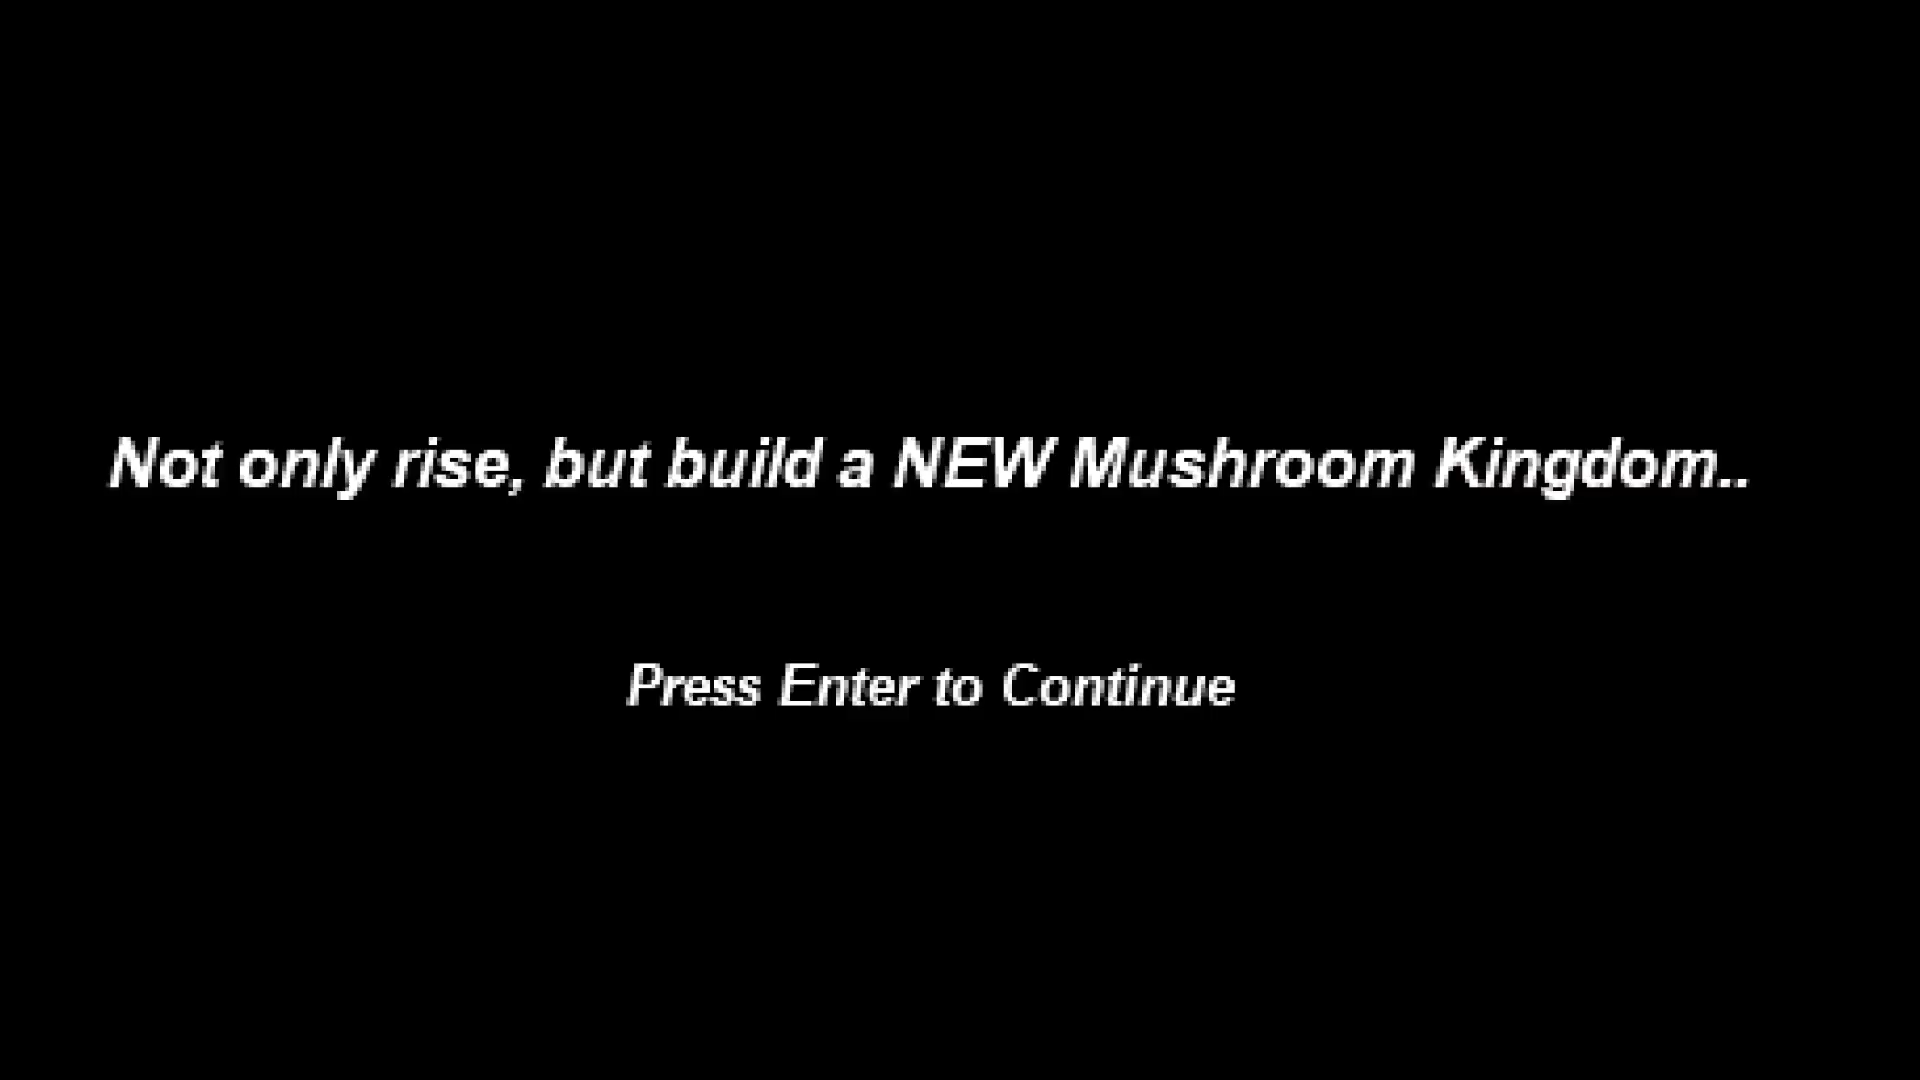 Not only rise, but build a NEW Mushroom Kingdom..
Press Enter to Continue